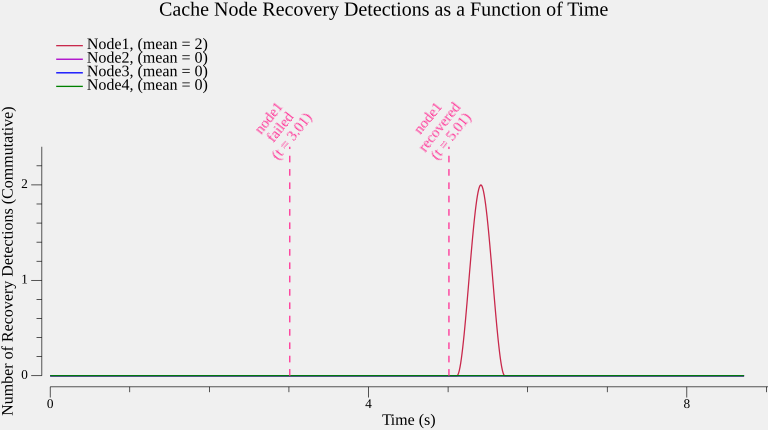 Cache Node Recovery Detections as a Function of Time
Node1, (mean = 2)
Node2, (mean = 0)
Node3, (mean = 0)
Node4, (mean = 0)
node1
failed
(t = 3.01)
node1
recovered
(t = 5.01)
Number of Recovery Detections (Commutative)
2
1
0
0
4
8
Time (s)